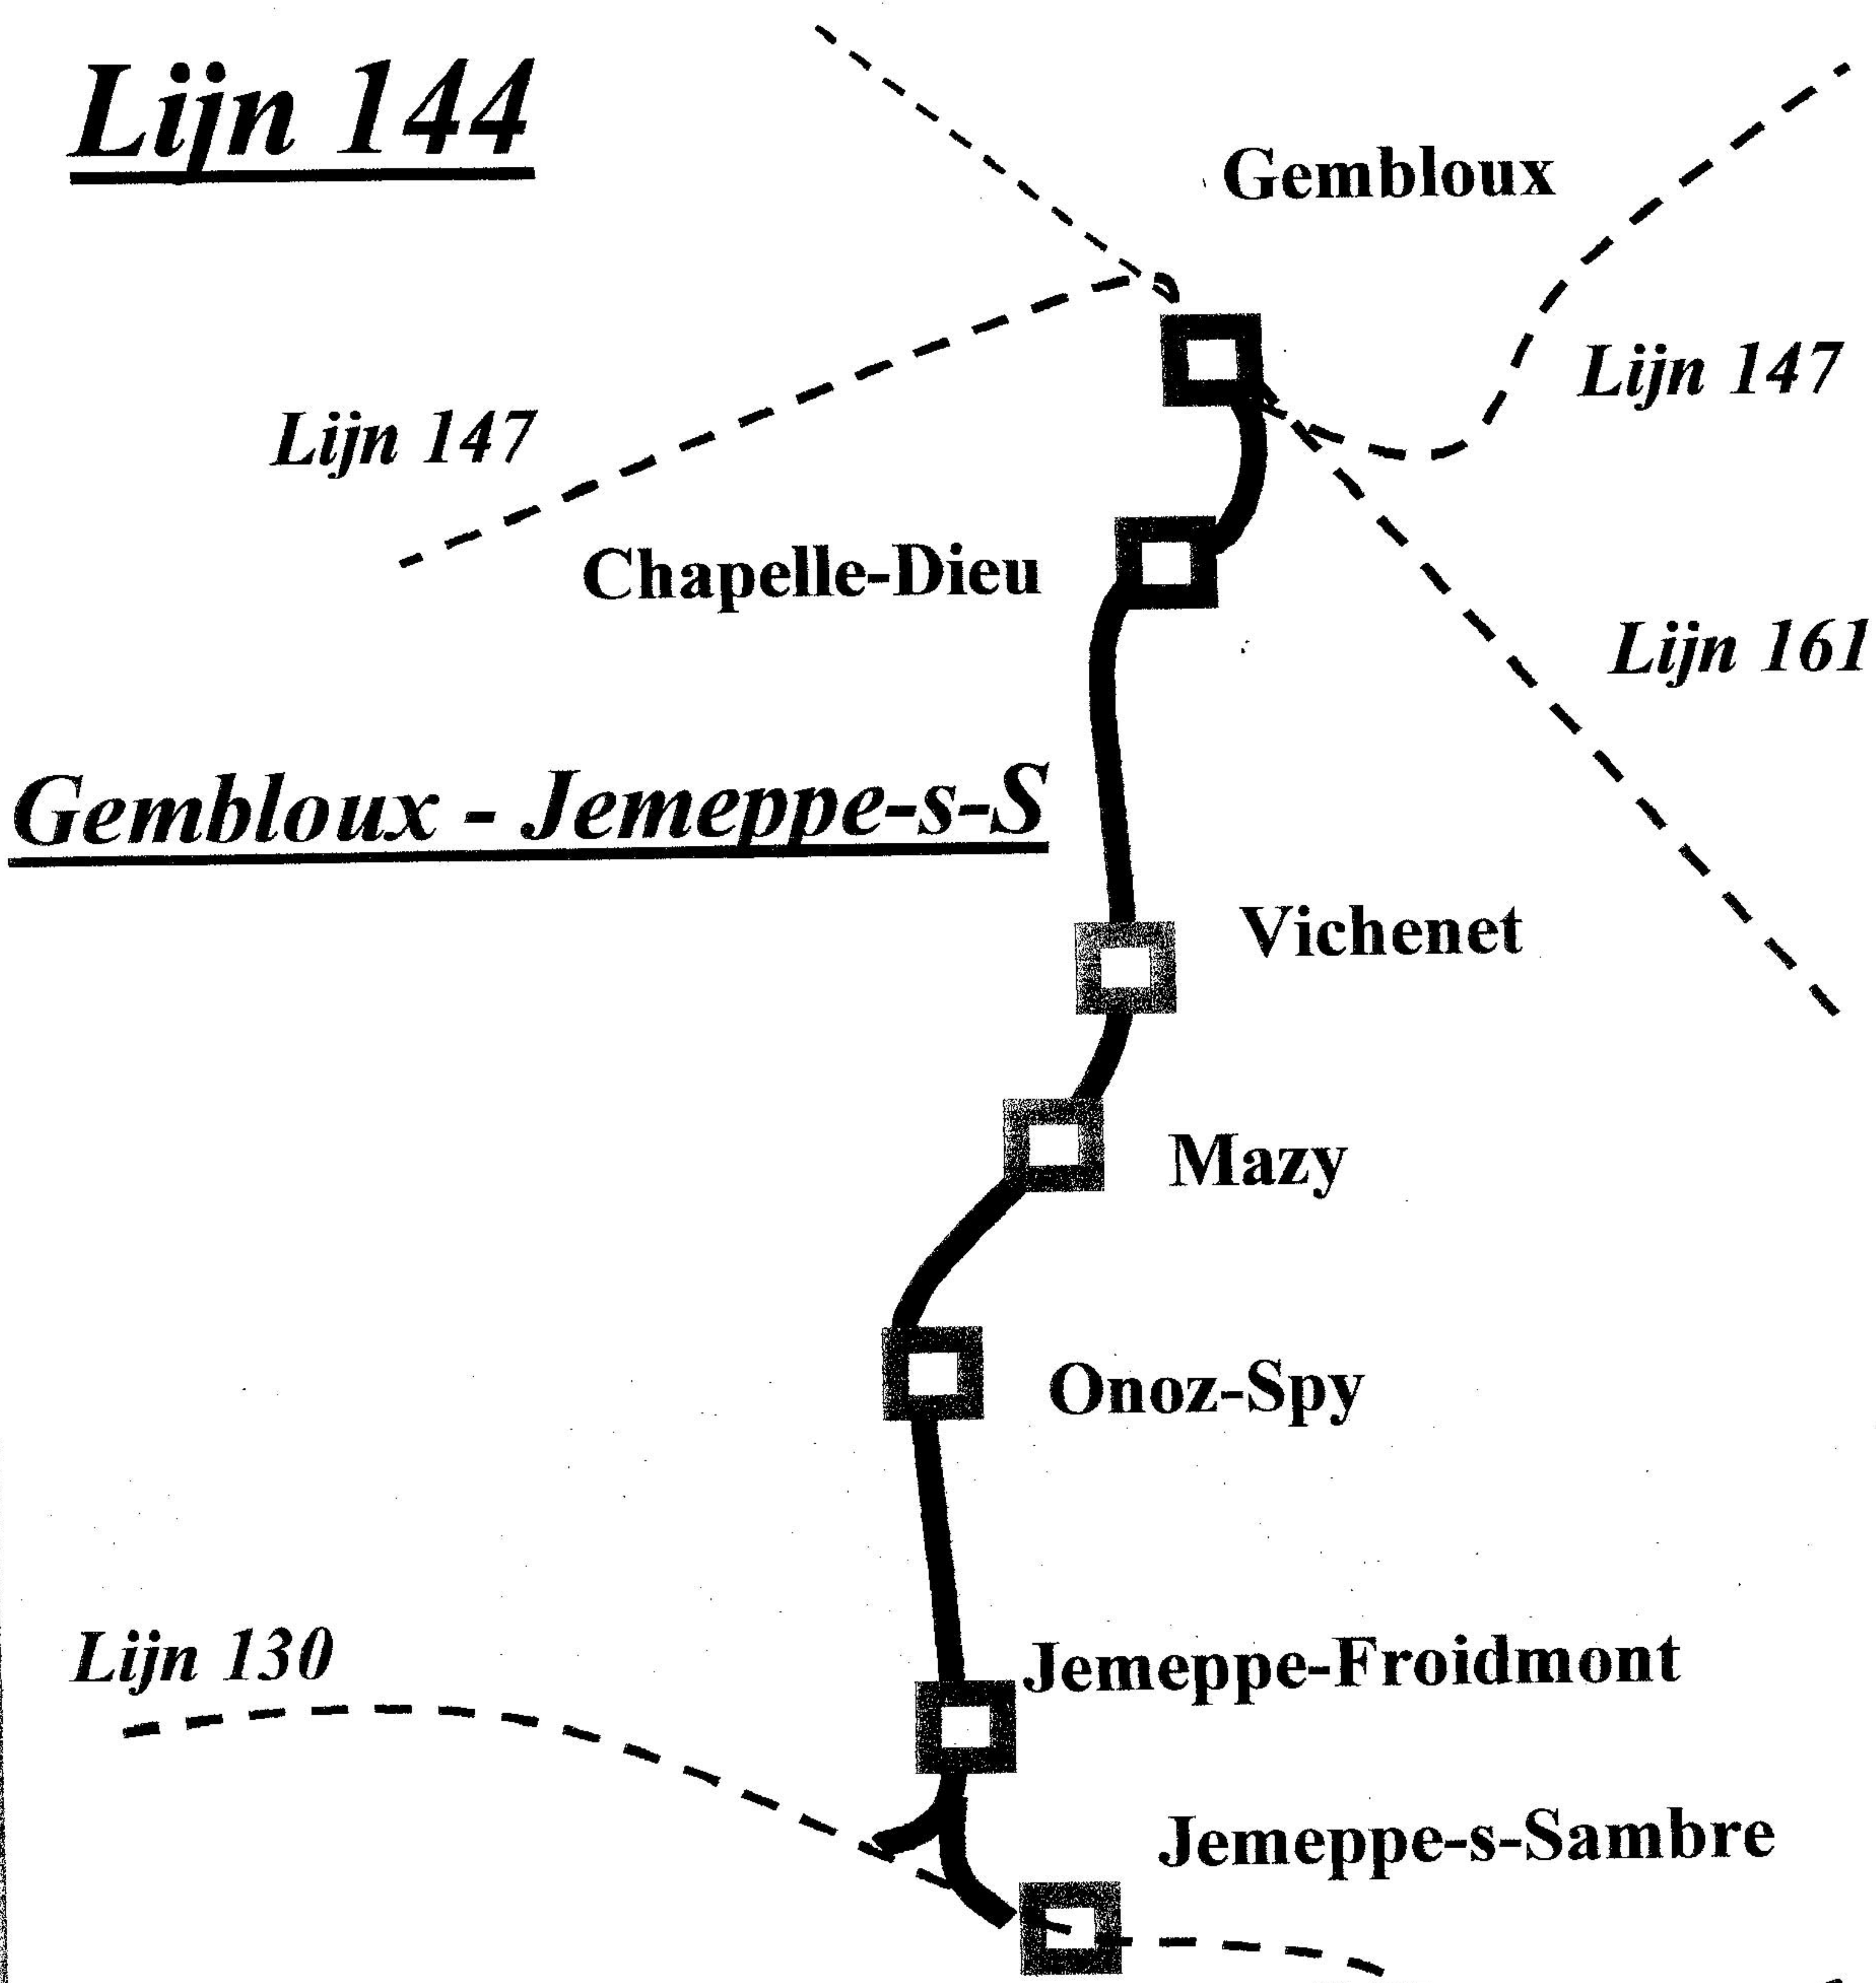 Lijn 144
Gembloux
Lijn 147
Lijn 147
Chapelle-Dieu
Lijn 161
Gembloux - Jemeppe-s-S
Vichenet
Mazy
Onoz-Spy
Lijn 130
Jemeppe-Froidmont
Jemeppe-s-Sambre